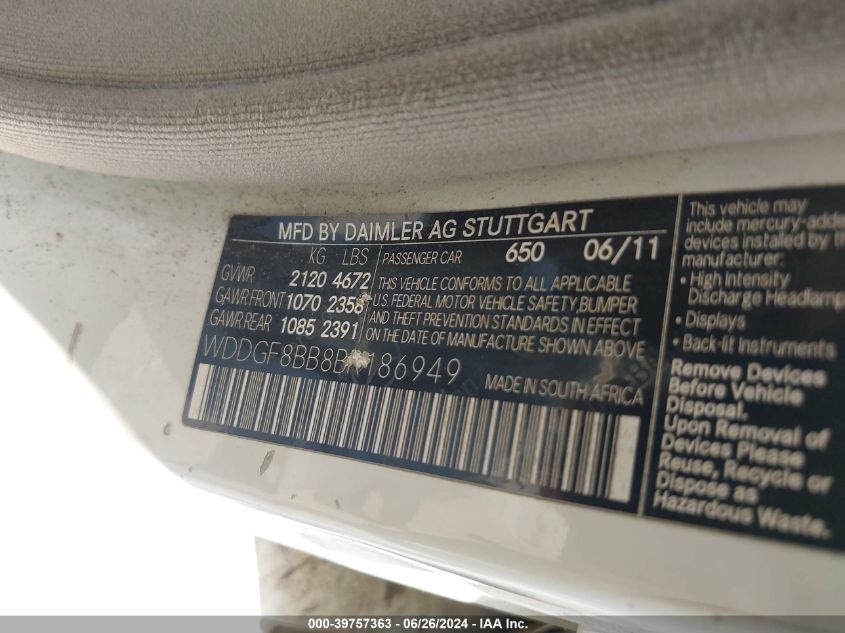 MFD BY DAIMLER AG STUTTGART
KG LBS PASSENGER CAR 650 06/11
GVWR 2120 4672
GAWR FRONT 1070 2358
GAWR REAR 1085 2391
THIS VEHICLE CONFORMS TO ALL APPLICABLE
U.S. FEDERAL MOTOR VEHICLE SAFETY, BUMPER
AND THEFT PREVENTION STANDARDS IN EFFECT
ON THE DATE OF MANUFACTURE SHOWN ABOVE
MADE IN SOUTH AFRICA
This vehicle may
include
devices installed by
manufacturer:
• High Intensity
Discharge
• Displays
• Back-lit Instruments
Remove Devices
Before Vehicle
Disposal.
Upon Removal of
Devices Please
Reuse, Recycle or
Dispose as
Hazardous Waste.
000-39757363 - 06/26/2024 - IAA Inc.